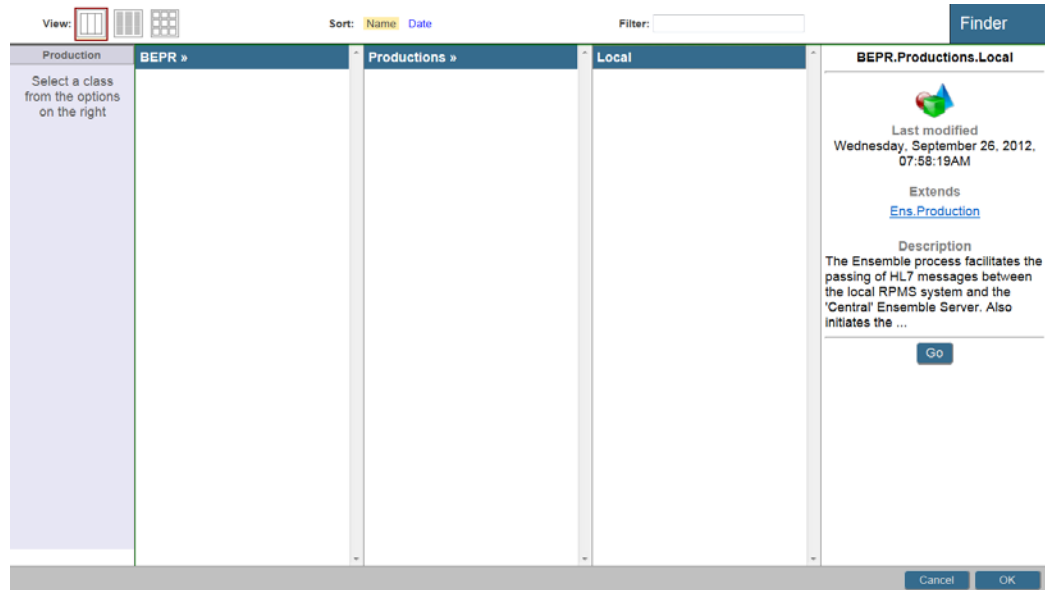 View:
Sort: Name Date
Filter:
Finder
Production
Select a class
from the options
on the right
BEPR »
Productions »
Local
BEPR.Productions.Local
Last modified
Wednesday, September 26, 2012,
07:58:19AM
Extends
Ens.Production
Description
The Ensemble process facilitates the
passing of HL7 messages between
the local RPMS system and the
'Central' Ensemble Server. Also
initiates the ...
Go
Cancel
OK